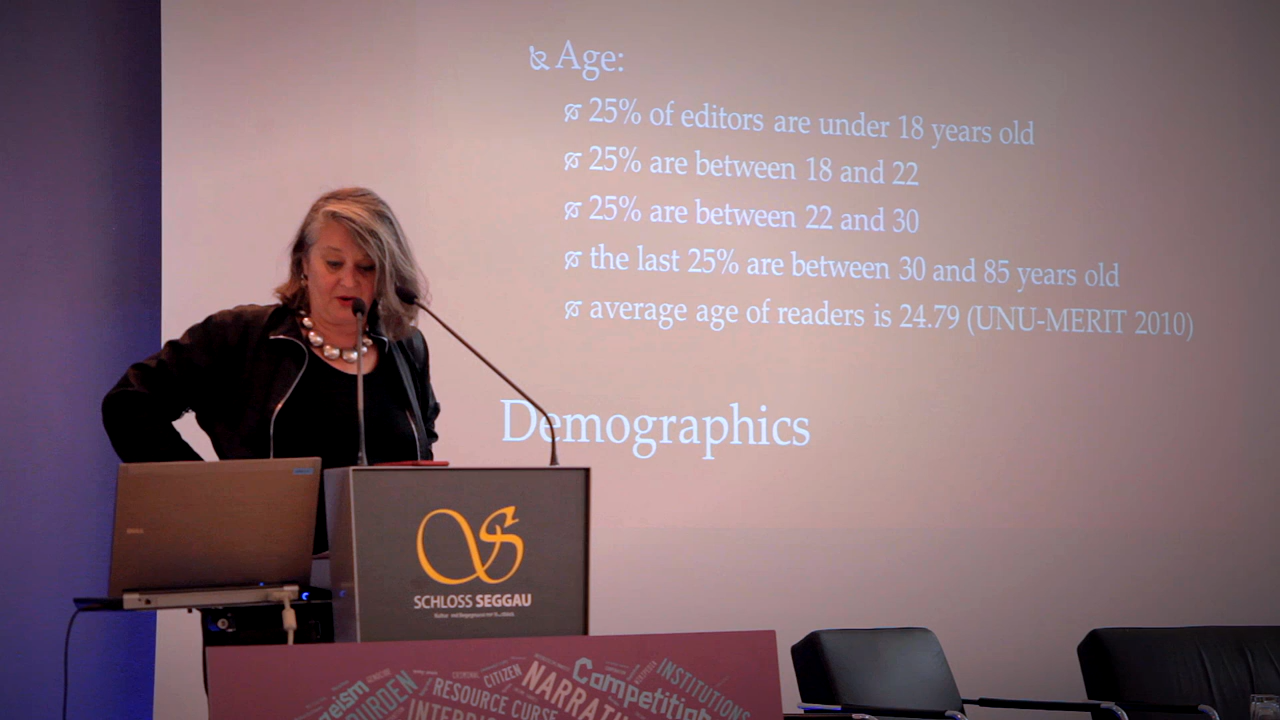 Age:
25% of editors are under 18 years old
25% are between 18 and 22
25% are between 22 and 30
the last 25% are between 30 and 85 years old
average age of readers is 24.79 (UNU-MERIT 2010)
Demographics
SCHLOSS SEGGAU
CITIZEN
INSTITUTIONS
RESOURCE CURSE
NARRATI
Competition